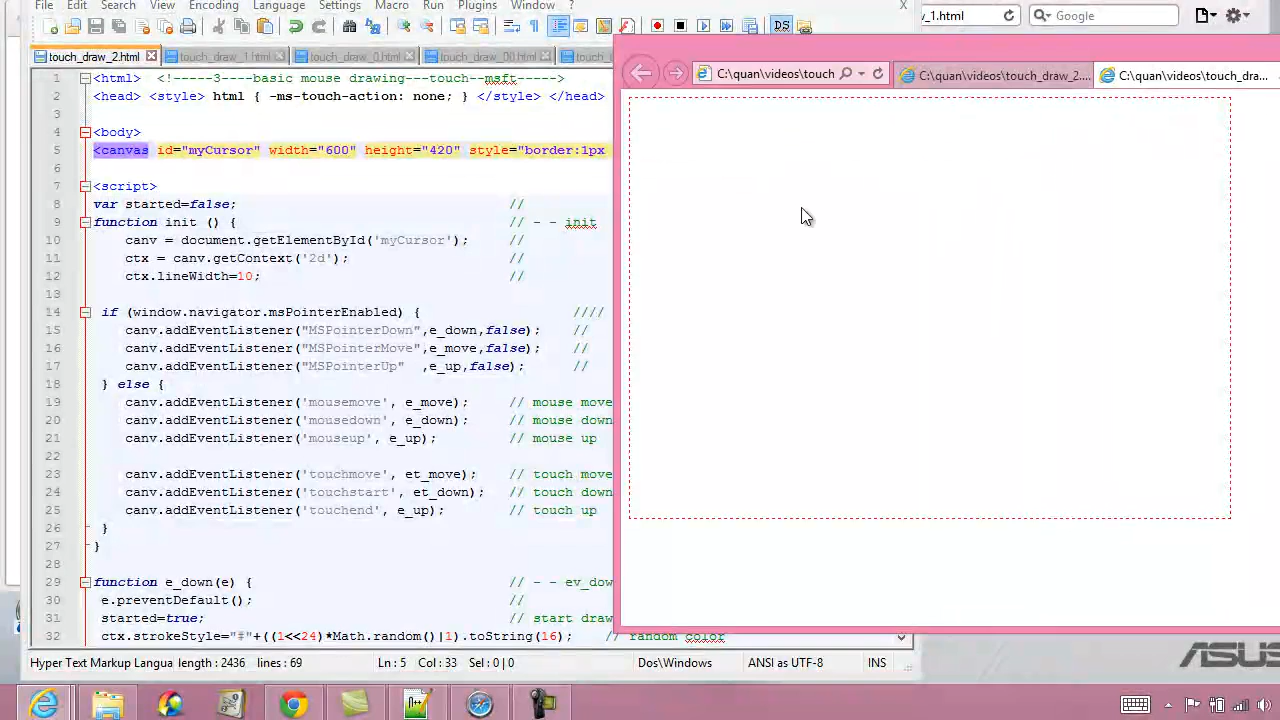 Edit Search View Encoding Language Settings Macro Run Plugins Window ? X
_1.html
Google
touch_draw_2.html touch_draw_1.html touch_draw_0.html touch_draw_00.html
C:\quan\videos\touch C:\quan\videos\touch_draw_2.... C:\quan\videos\touch_dra...
1 <html> <!-----3----basic mouse drawing---touch--msft----->
2 <head> <style> html { -ms-touch-action: none; } </style> </head>
3
4 <body>
5 <canvas id="myCursor" width="600" height="420" style="border:1px
6
7 <script>
8 var started=false; //
9 function init () { // - - init
10 canv = document.getElementById('myCursor'); //
11 ctx = canv.getContext('2d'); //
12 ctx.lineWidth=10; //
13
14 if (window.navigator.msPointerEnabled) { ////
15 canv.addEventListener("MSPointerDown",e_down,false); //
16 canv.addEventListener("MSPointerMove",e_move,false); //
17 canv.addEventListener("MSPointerUp" ,e_up,false); //
18 } else {
19 canv.addEventListener('mousemove', e_move); // mouse move
20 canv.addEventListener('mousedown', e_down); // mouse down
21 canv.addEventListener('mouseup', e_up); // mouse up
22
23 canv.addEventListener('touchmove', et_move); // touch move
24 canv.addEventListener('touchstart', et_down); // touch down
25 canv.addEventListener('touchend', e_up); // touch up
26 }
27 }
28
29 function e_down(e) { // - - ev_dow
30 e.preventDefault(); //
31 started=true; // start draw
32 ctx.strokeStyle="#"+((1<<24)*Math.random()|1).toString(16); // random color
Hyper Text Markup Langua length : 2436 lines : 69 Ln : 5 Col : 33 Sel : 0 | 0 Dos\Windows ANSI as UTF-8 INS
ASUS